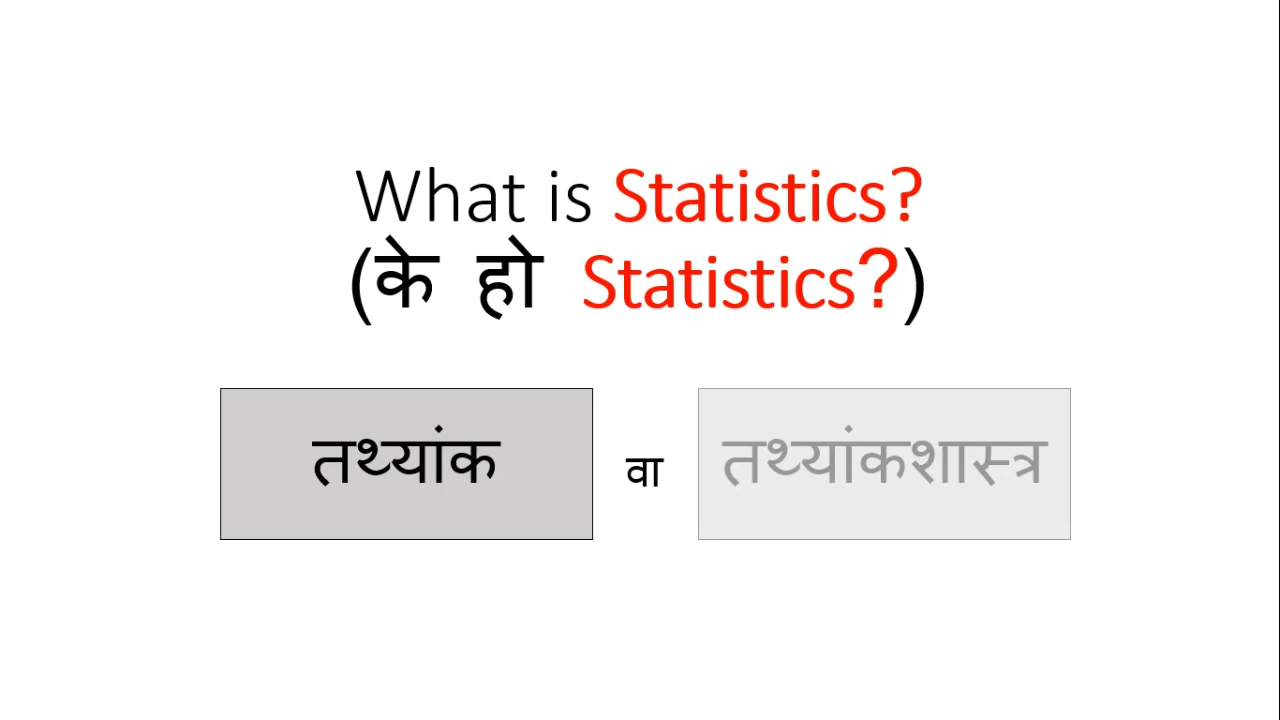 What is Statistics?
(के हो Statistics?)
तथ्यांक वा तथ्यांकशास्त्र